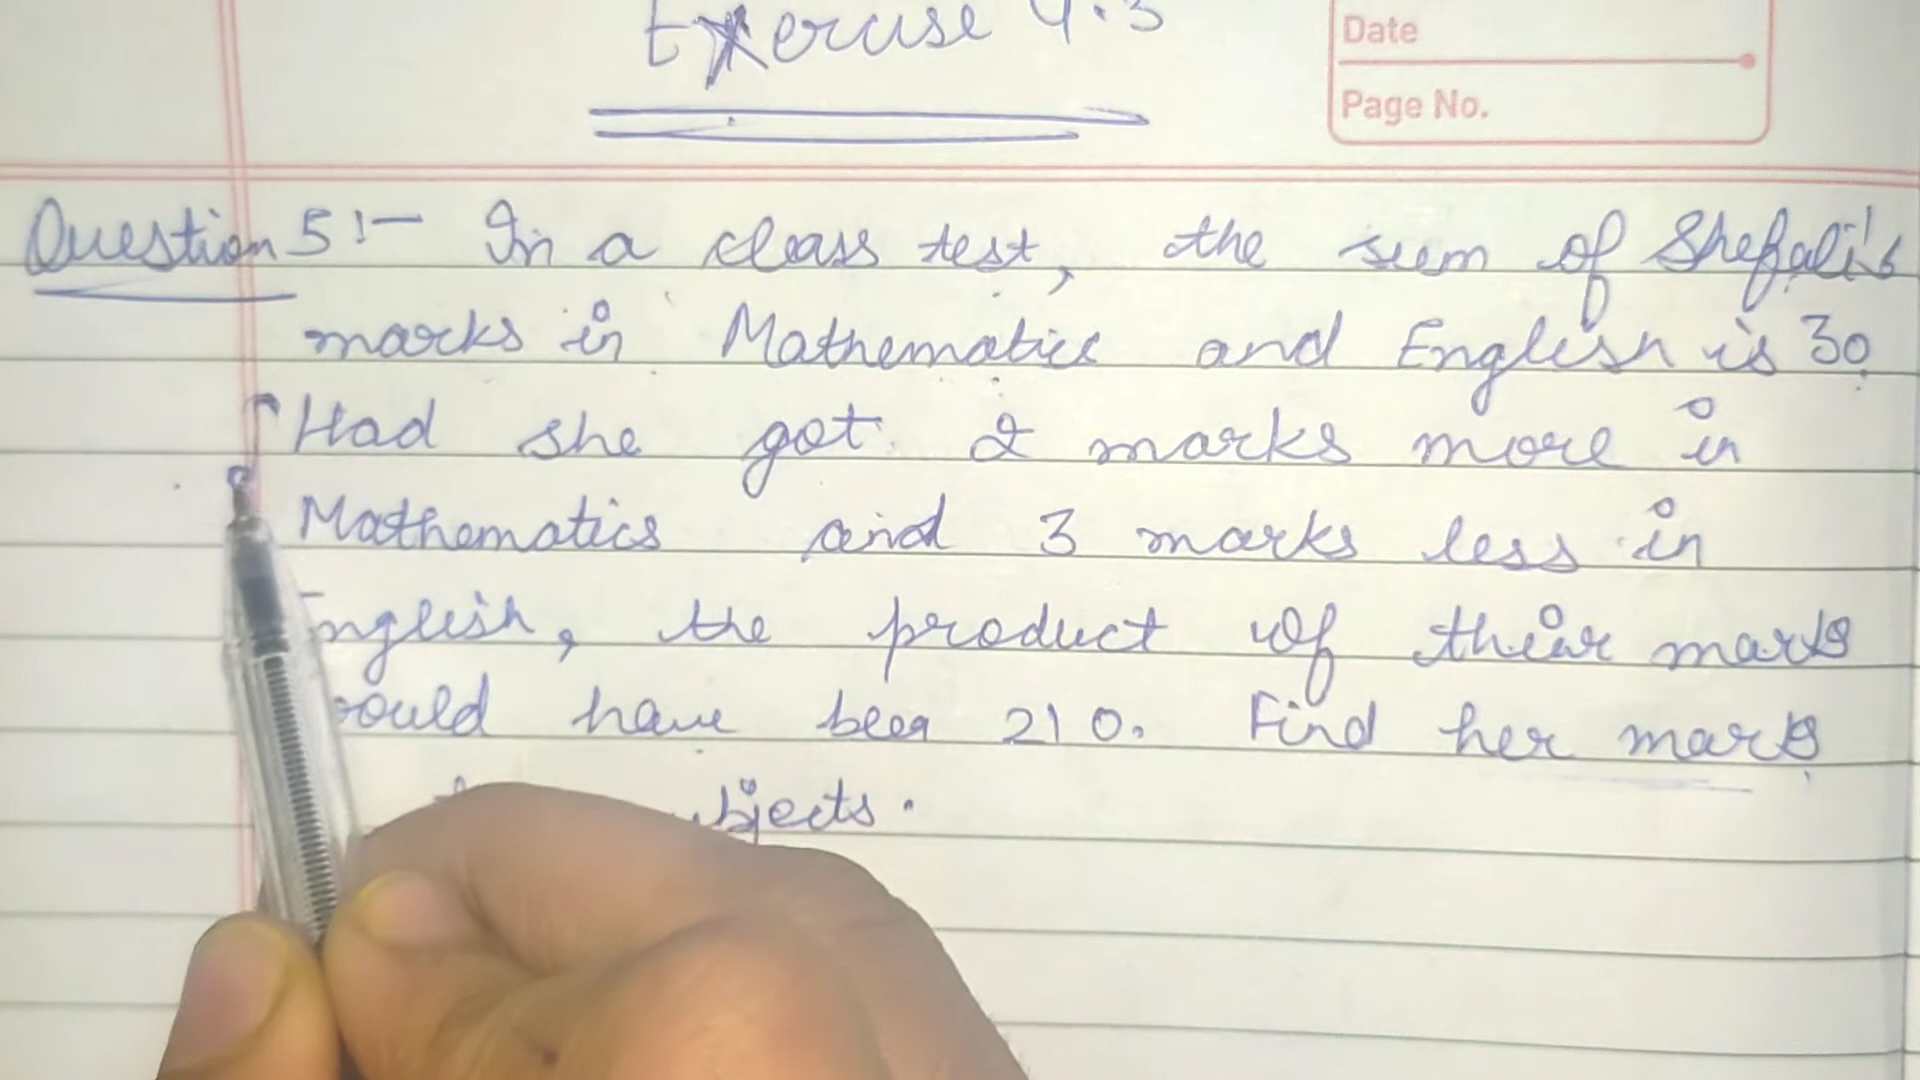 Exercise 4.3
Date
Page No.
Question 5:- In a class test, the sum of Shefali's
marks in Mathematics and English is 30
Had she got 2 marks more in
Mathematics and 3 marks less in
nglish, the product of their marks
ould have been 210. Find her marks
bjects.